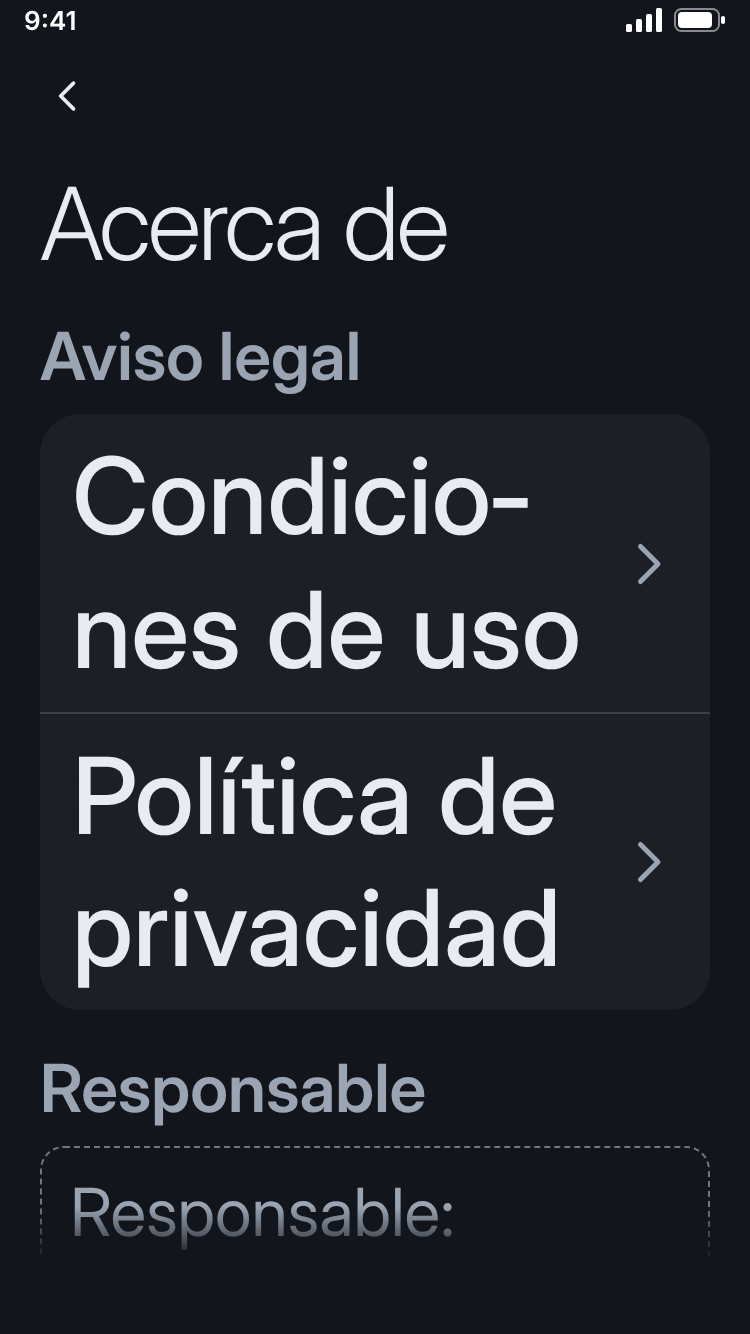 9:41
Acerca de
Aviso legal
Condicio-
nes de uso
Política de
privacidad
Responsable
Responsable: